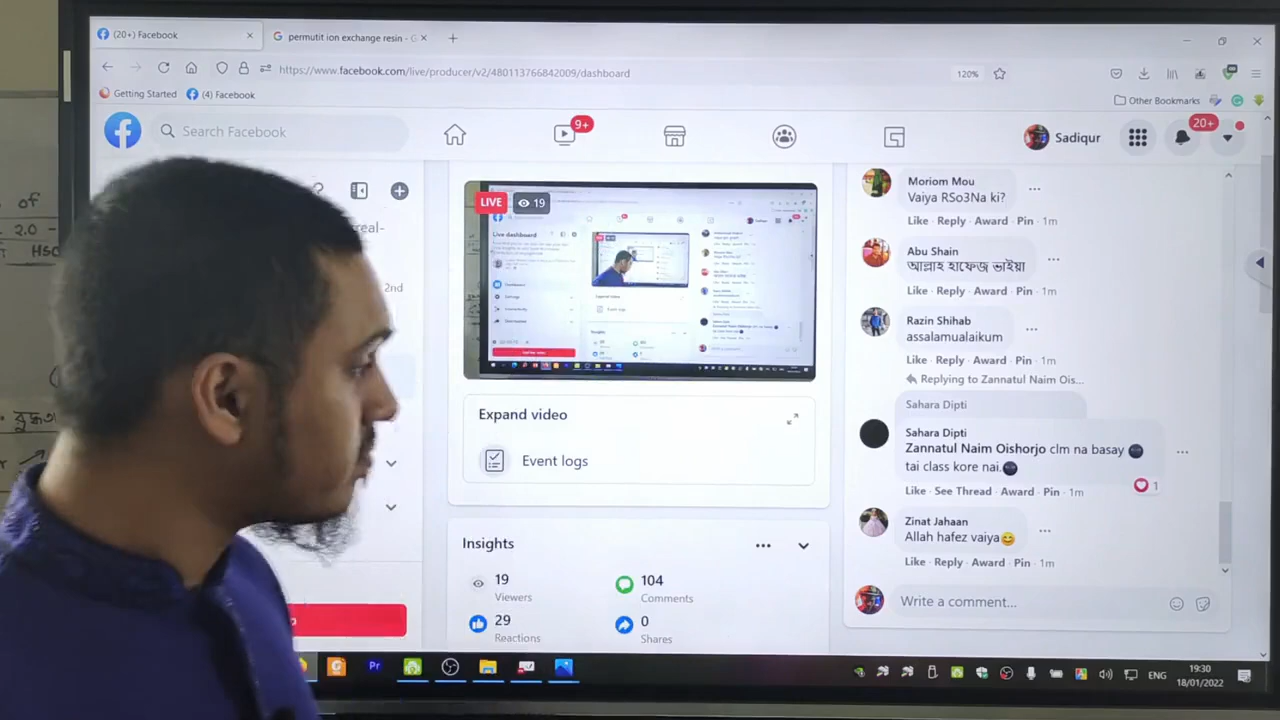 (20+) Facebook
permutit ion exchange resin - G
https://www.facebook.com/live/producer/v2/480113766842009/dashboard
120%
Getting Started
(4) Facebook
Other Bookmarks
Search Facebook
9+
Sadiqur
20+
of
2.0 -
HSC
real-
2nd
LIVE
19
Live dashboard
Expand video
Event logs
Insights
19
Viewers
104
Comments
29
Reactions
0
Shares
Moriom Mou
Vaiya RSo3Na ki?
Like · Reply · Award · Pin · 1m
Abu Shain
আল্লাহ হাফেজ ভাইয়া
Like · Reply · Award · Pin · 1m
Razin Shihab
assalamualaikum
Like · Reply · Award · Pin · 1m
Replying to Zannatul Naim Ois...
Sahara Dipti
Sahara Dipti
Zannatul Naim Oishorjo clm na basay
tai class kore nai.
Like · See Thread · Award · Pin · 1m
1
Zinat Jahaan
Allah hafez vaiya
Like · Reply · Award · Pin · 1m
Write a comment...
Pr
ENG
19:30
18/01/2022